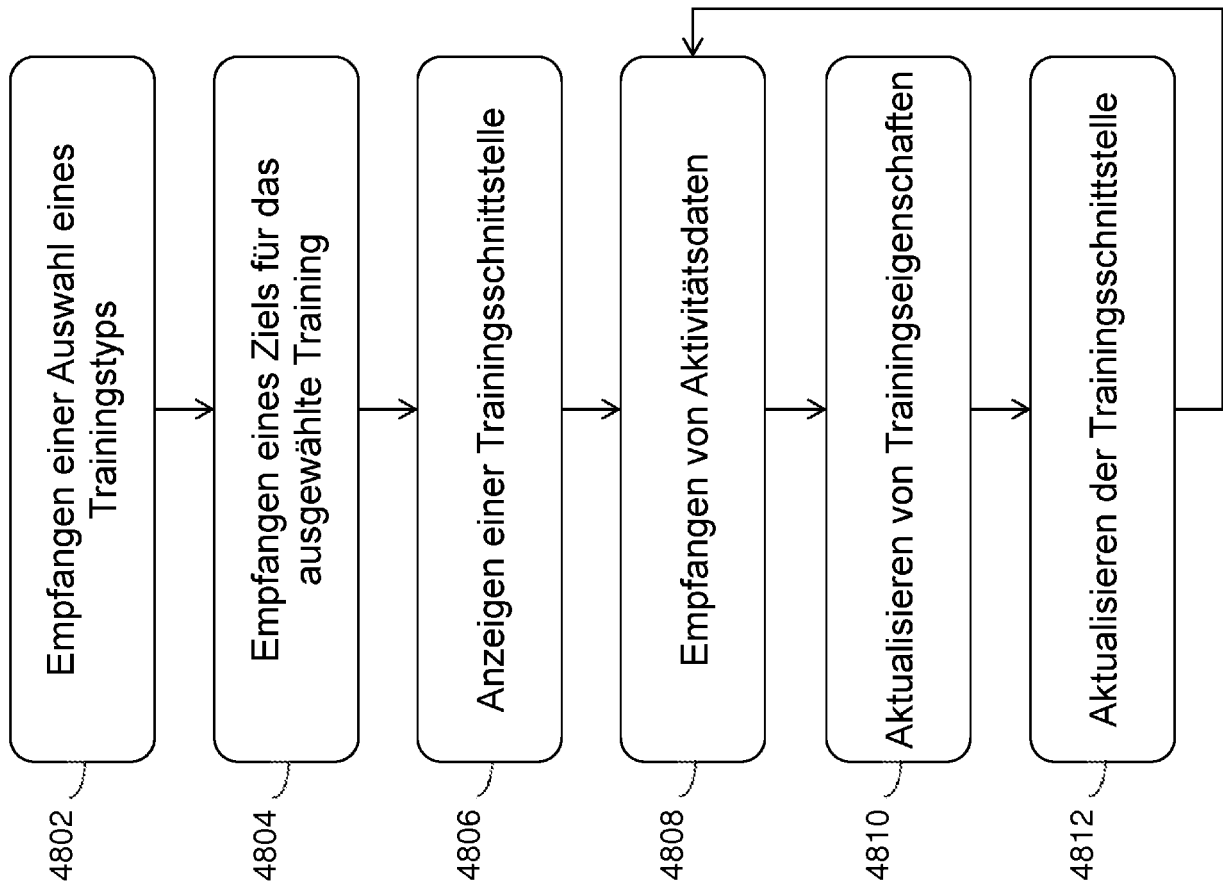 4802
Empfangen einer Auswahl eines
Trainingstyps
4804
Empfangen eines Ziels für das
ausgewählte Training
4806
Anzeigen einer Trainingsschnittstelle
4808
Empfangen von Aktivitätsdaten
4810
Aktualisieren von Trainingseigenschaften
4812
Aktualisieren der Trainingsschnittstelle